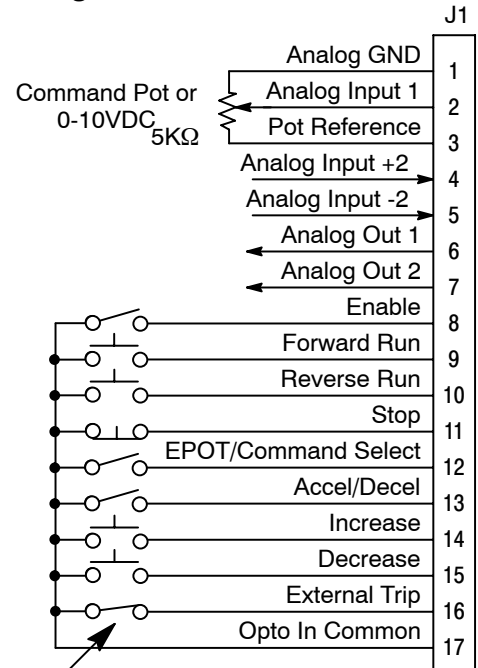 J1
Analog GND 1
Command Pot or
0-10VDC
5KΩ
Analog Input 1 2
Pot Reference 3
Analog Input +2 4
Analog Input -2 5
Analog Out 1 6
Analog Out 2 7
Enable 8
Forward Run 9
Reverse Run 10
Stop 11
EPOT/Command Select 12
Accel/Decel 13
Increase 14
Decrease 15
External Trip 16
Opto In Common 17